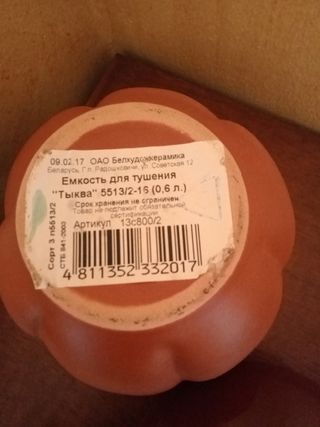 09.02.17 ОАО Белхудожкерамика
Беларусь, Г.п. Радошковичи, ул. Советская 12
Емкость для тушения
"Тыква" 5513/2-16 (0,6 л.)
Срок хранения не ограничен
Товар не подлежит обязательной
сертификации
Артикул 13с800/2
4 811352 332017
Сорт 3 п5513/2
СТБ 841-2003